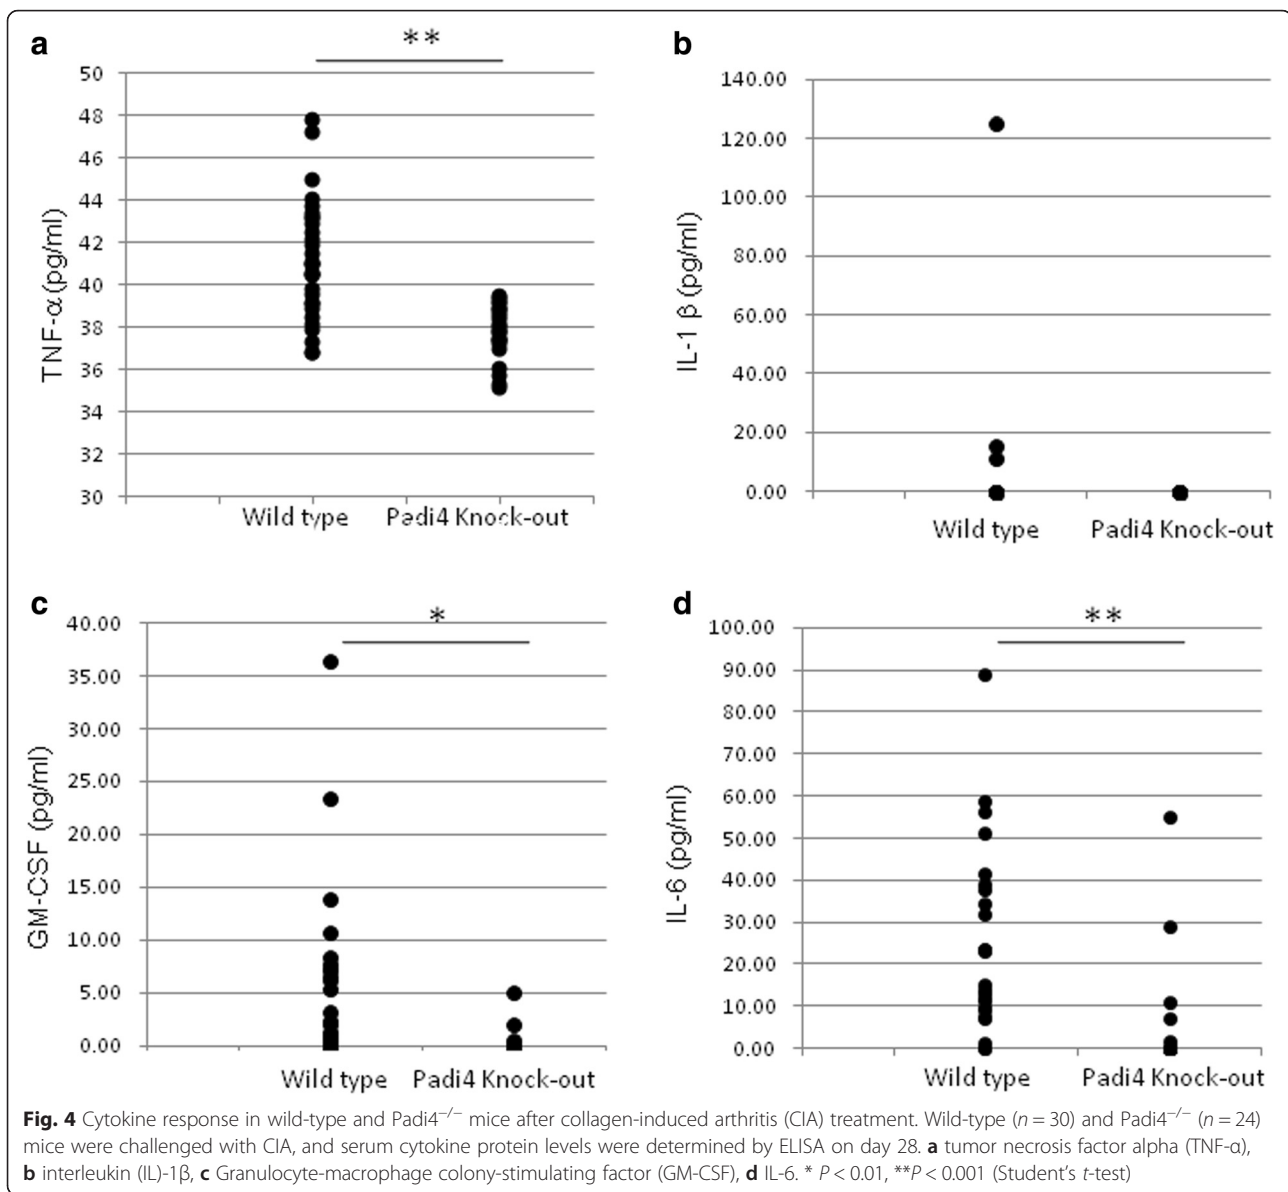 a
**
50
48
46
44
42
40
38
36
34
32
30
TNF-α (pg/ml)
Wild type Padi4 Knock-out
b
140.00
120.00
100.00
80.00
60.00
40.00
20.00
0.00
IL-1 β (pg/ml)
Wild type Padi4 Knock-out
c
*
40.00
35.00
30.00
25.00
20.00
15.00
10.00
5.00
0.00
GM-CSF (pg/ml)
Wild type Padi4 Knock-out
d
**
100.00
90.00
80.00
70.00
60.00
50.00
40.00
30.00
20.00
10.00
0.00
IL-6 (pg/ml)
Wild type Padi4 Knock-out
Fig. 4 Cytokine response in wild-type and Padi4⁻/⁻ mice after collagen-induced arthritis (CIA) treatment. Wild-type (n = 30) and Padi4⁻/⁻ (n = 24)
mice were challenged with CIA, and serum cytokine protein levels were determined by ELISA on day 28. a tumor necrosis factor alpha (TNF-α),
b interleukin (IL)-1β, c Granulocyte-macrophage colony-stimulating factor (GM-CSF), d IL-6. * P < 0.01, **P < 0.001 (Student's t-test)